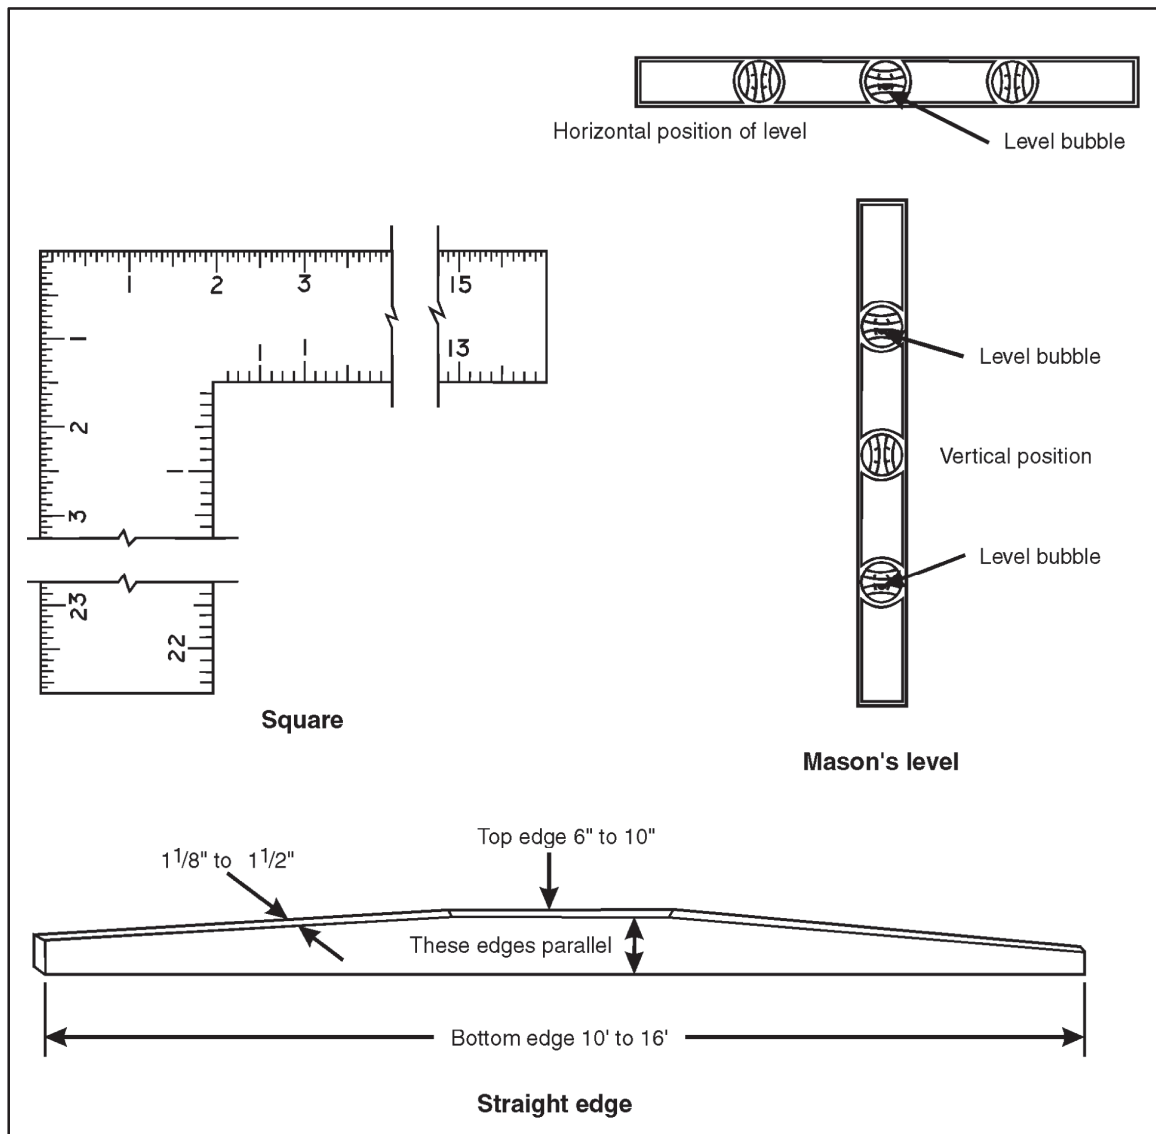 Horizontal position of level
Level bubble
1 2 3 15
1 1 13
1
2
3
23
22
Square
Level bubble
Vertical position
Level bubble
Mason's level
Top edge 6" to 10"
1 1/8" to 1 1/2"
These edges parallel
Bottom edge 10' to 16'
Straight edge